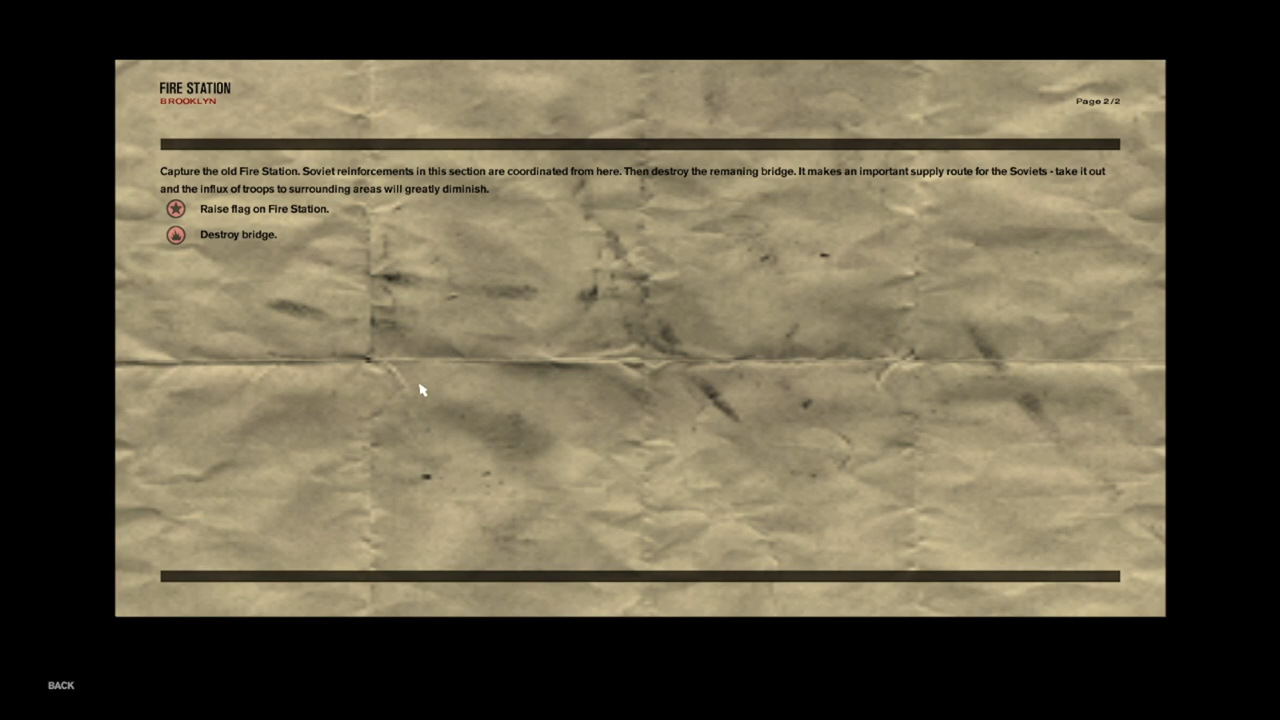 FIRE STATION
BROOKLYN
Page 2/2
Capture the old Fire Station. Soviet reinforcements in this section are coordinated from here. Then destroy the remaning bridge. It makes an important supply route for the Soviets - take it out
and the influx of troops to surrounding areas will greatly diminish.
Raise flag on Fire Station.
Destroy bridge.
BACK